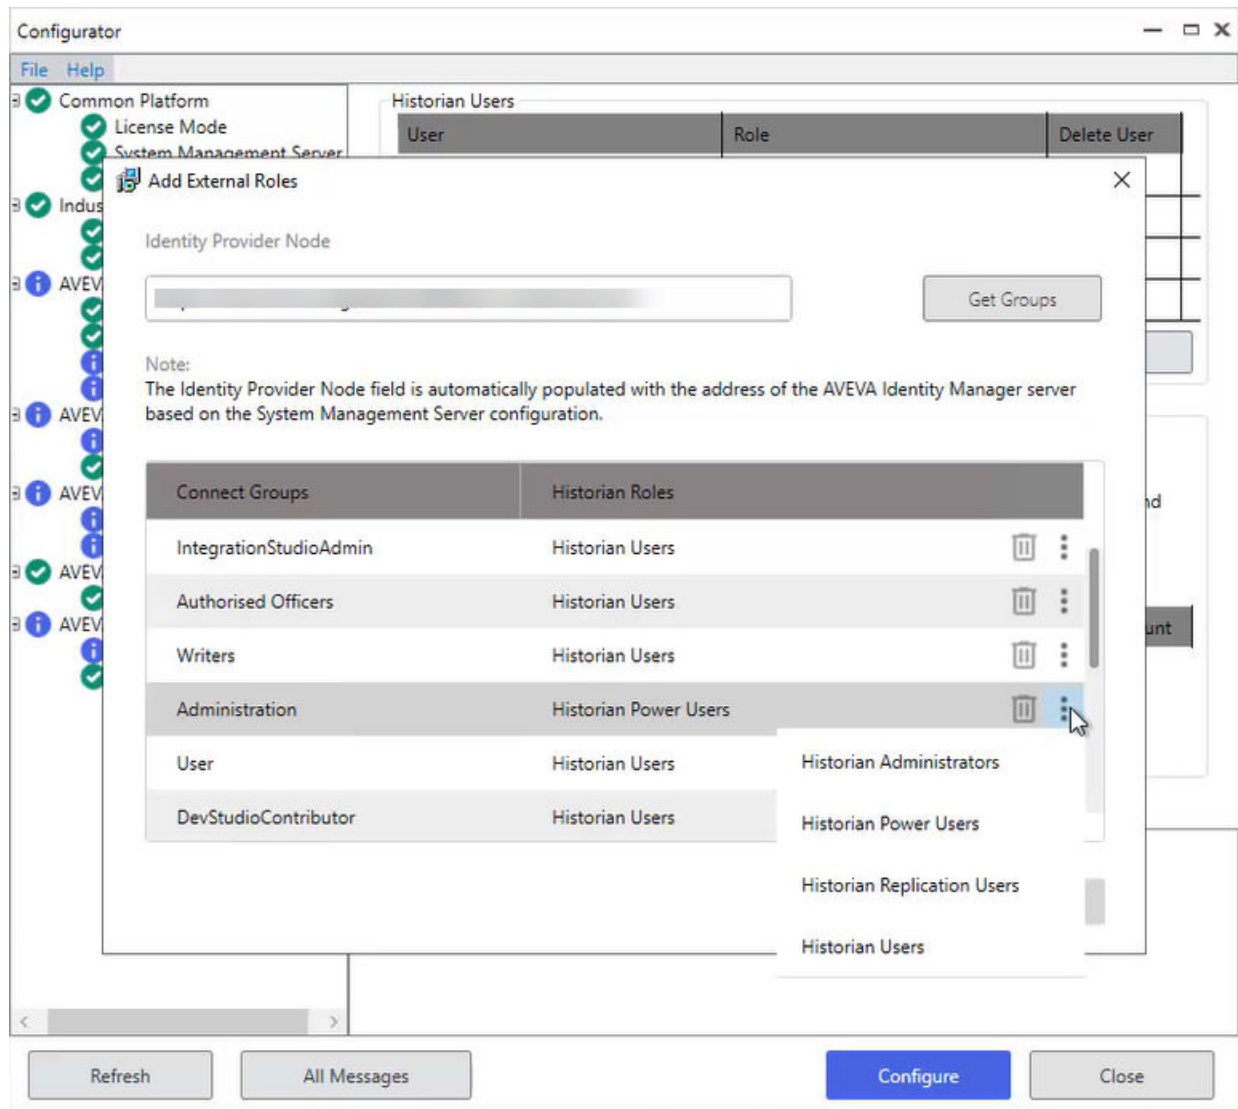 Configurator
File Help
Common Platform
License Mode
System Management Server
Indus
AVEV
AVEV
AVEV
AVEV
AVEV
Historian Users
User Role Delete User
Add External Roles
Identity Provider Node
Get Groups
Note:
The Identity Provider Node field is automatically populated with the address of the AVEVA Identity Manager server
based on the System Management Server configuration.
Connect Groups Historian Roles
IntegrationStudioAdmin Historian Users
Authorised Officers Historian Users
Writers Historian Users
Administration Historian Power Users
User Historian Users
DevStudioContributor Historian Users
Historian Administrators
Historian Power Users
Historian Replication Users
Historian Users
nd
unt
Refresh All Messages Configure Close